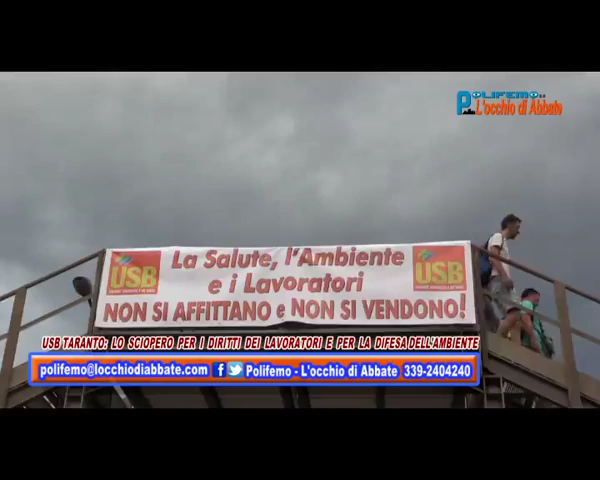 POLIFEMO
L'occhio di Abbate
La Salute, l'Ambiente
e i Lavoratori
NON SI AFFITTANO e NON SI VENDONO!
USB
USB
USB TARANTO: LO SCIOPERO PER I DIRITTI DEI LAVORATORI E PER LA DIFESA DELL'AMBIENTE
polifemo@locchiodiabbate.com Polifemo - L'occhio di Abbate 339-2404240